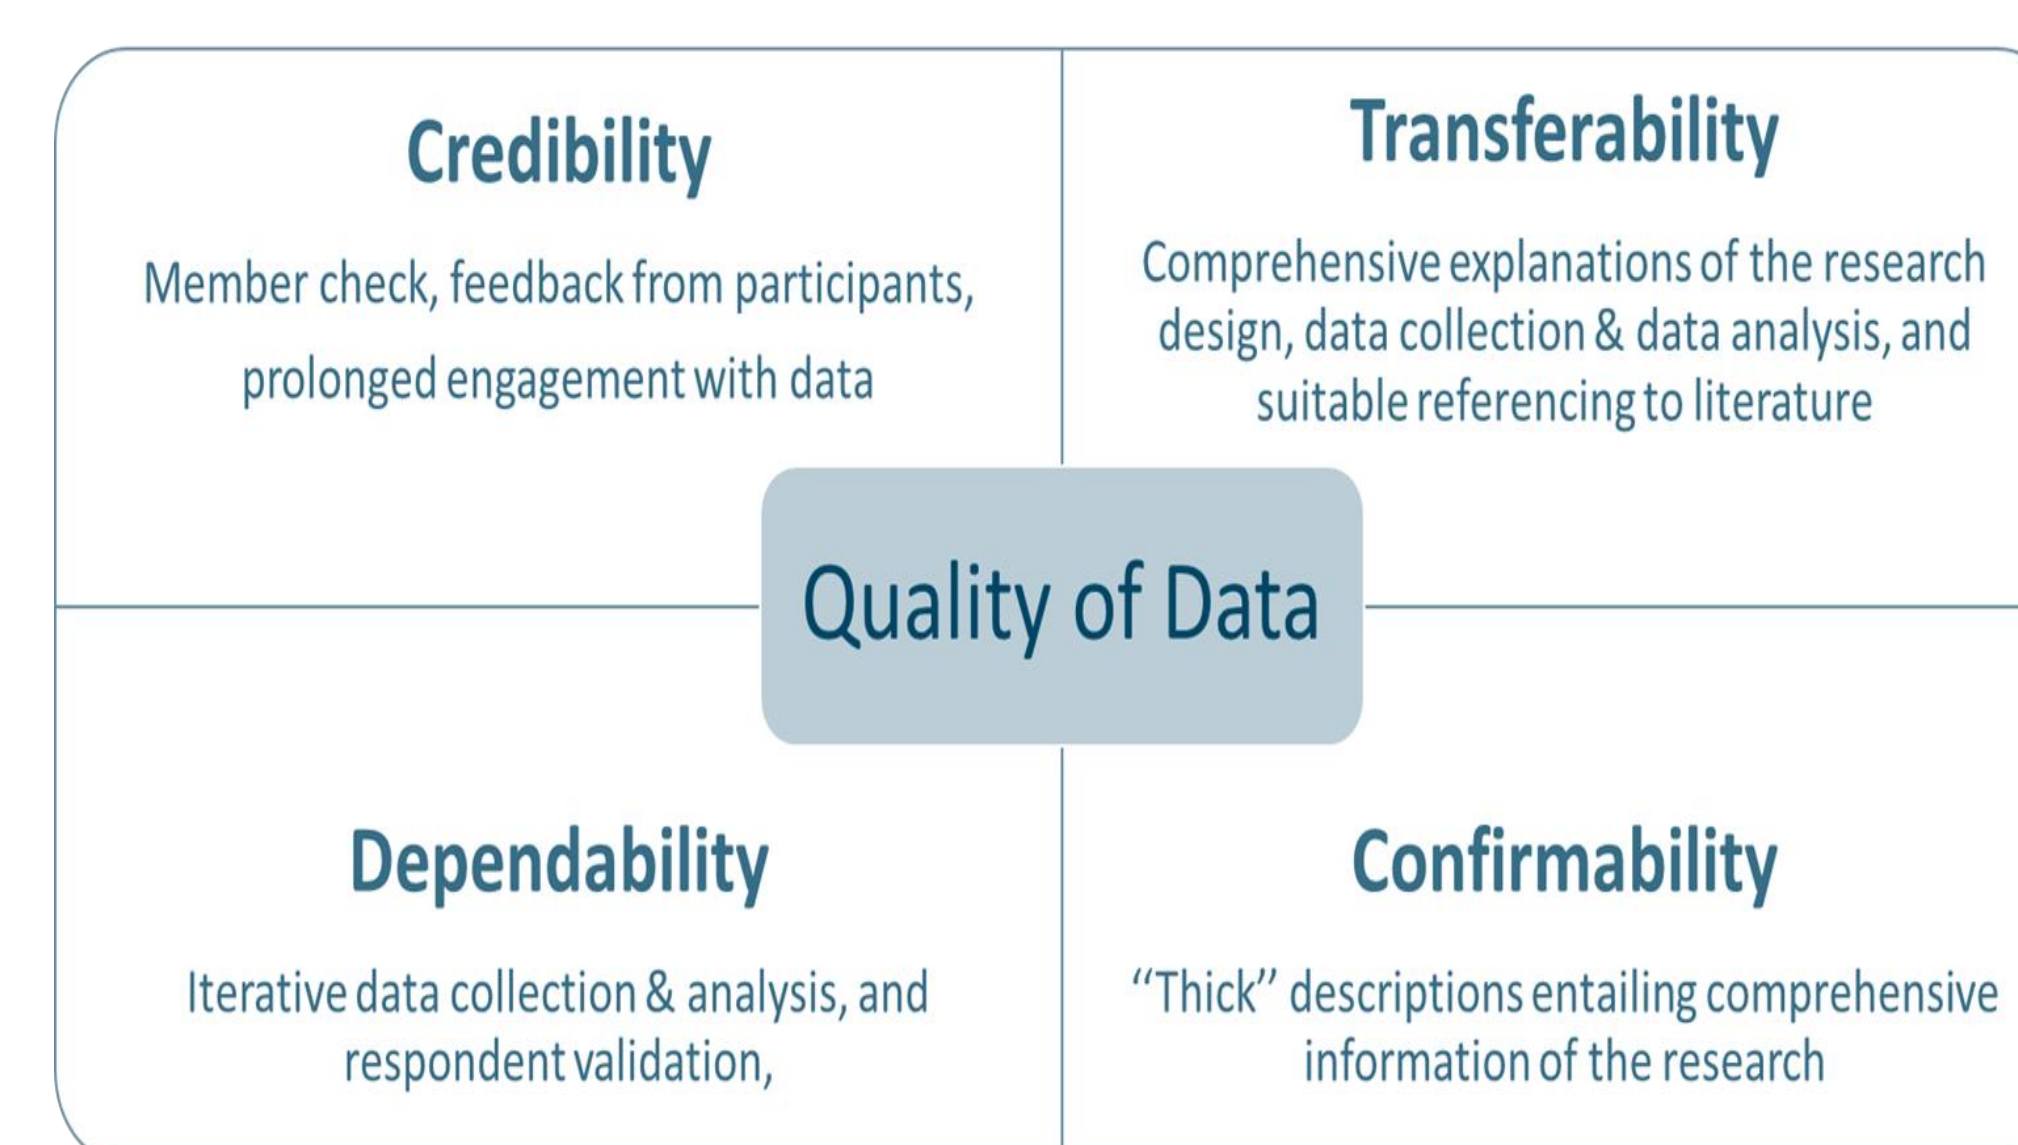 Credibility
Member check, feedback from participants,
prolonged engagement with data
Transferability
Comprehensive explanations of the research
design, data collection & data analysis, and
suitable referencing to literature
Quality of Data
Dependability
Iterative data collection & analysis, and
respondent validation,
Confirmability
“Thick” descriptions entailing comprehensive
information of the research